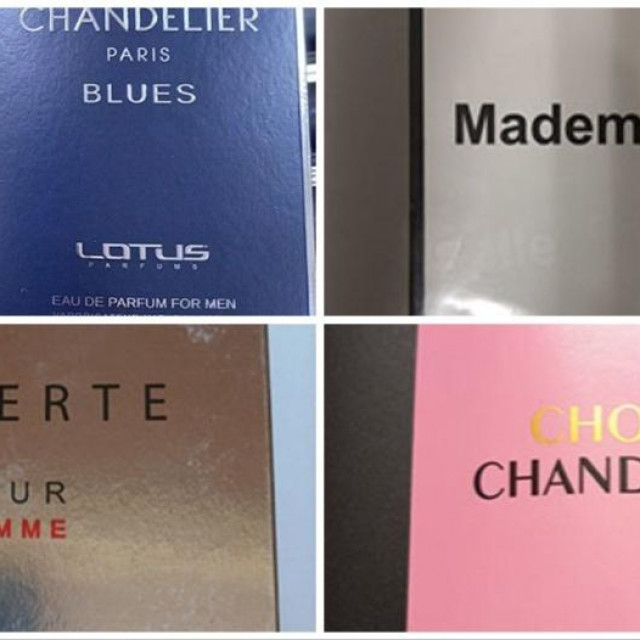 CHANDELIER
PARIS
BLUES
LOTUS
PARFUMS
EAU DE PARFUM FOR MEN
Madem
ERTE
UR
MME
CHO
CHAND